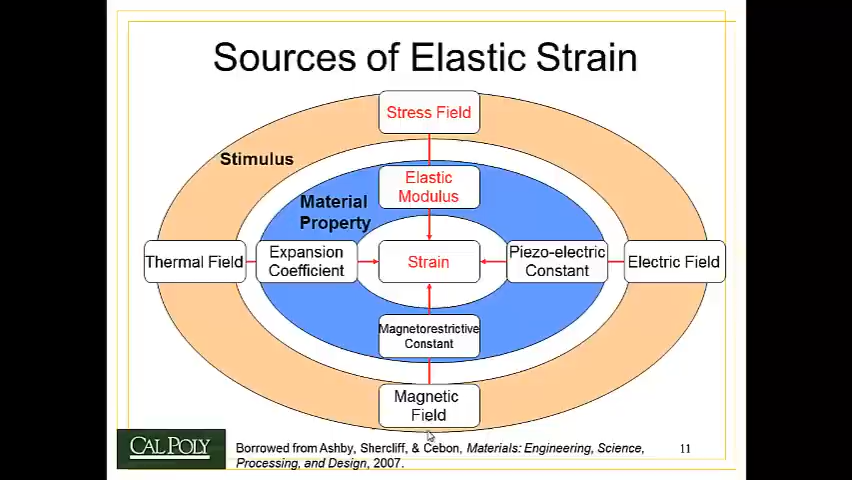 Sources of Elastic Strain
Stress Field
Stimulus
Elastic
Modulus
Material
Property
Thermal Field
Expansion
Coefficient
Strain
Piezo-electric
Constant
Electric Field
Magnetorestrictive
Constant
Magnetic
Field
CAL POLY
Borrowed from Ashby, Shercliff, & Cebon, Materials: Engineering, Science,
Processing, and Design, 2007.
11